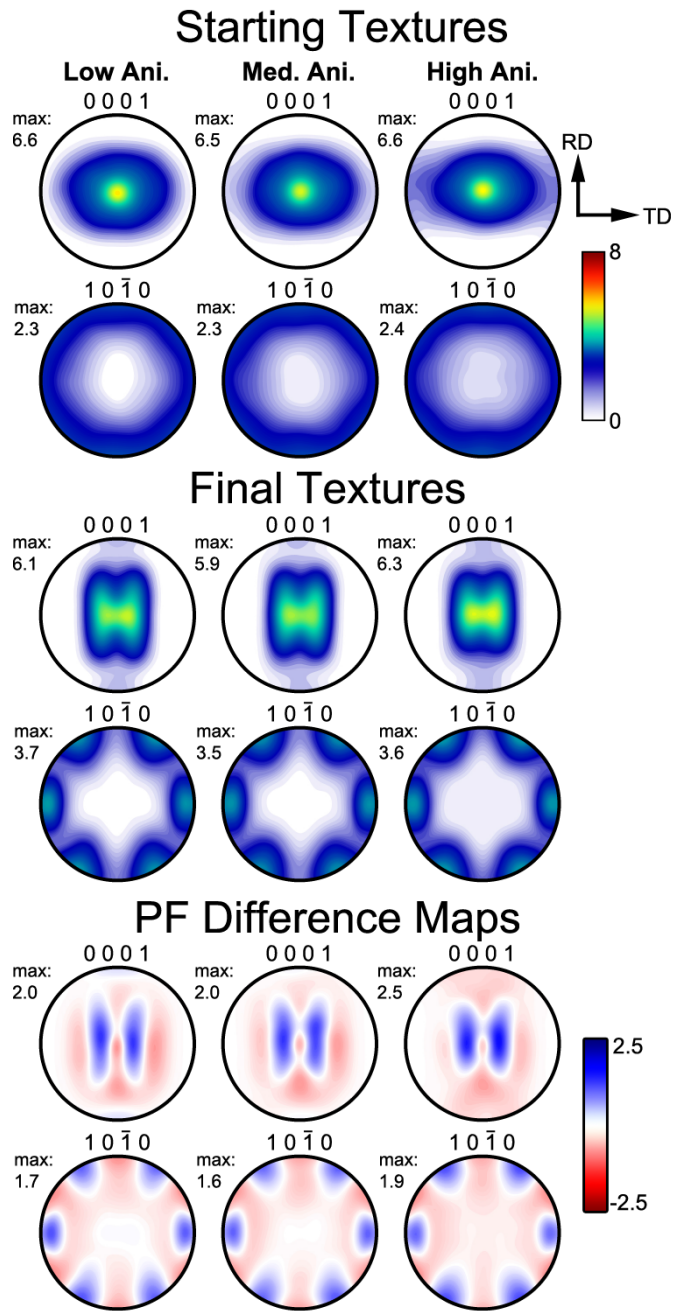 Starting Textures
Low Ani. Med. Ani. High Ani.
0 0 0 1 0 0 0 1 0 0 0 1
max: 6.6 max: 6.5 max: 6.6
RD
TD
8
0
1 0 1̄ 0 1 0 1̄ 0 1 0 1̄ 0
max: 2.3 max: 2.3 max: 2.4
Final Textures
0 0 0 1 0 0 0 1 0 0 0 1
max: 6.1 max: 5.9 max: 6.3
1 0 1̄ 0 1 0 1̄ 0 1 0 1̄ 0
max: 3.7 max: 3.5 max: 3.6
PF Difference Maps
0 0 0 1 0 0 0 1 0 0 0 1
max: 2.0 max: 2.0 max: 2.5
2.5
-2.5
1 0 1̄ 0 1 0 1̄ 0 1 0 1̄ 0
max: 1.7 max: 1.6 max: 1.9